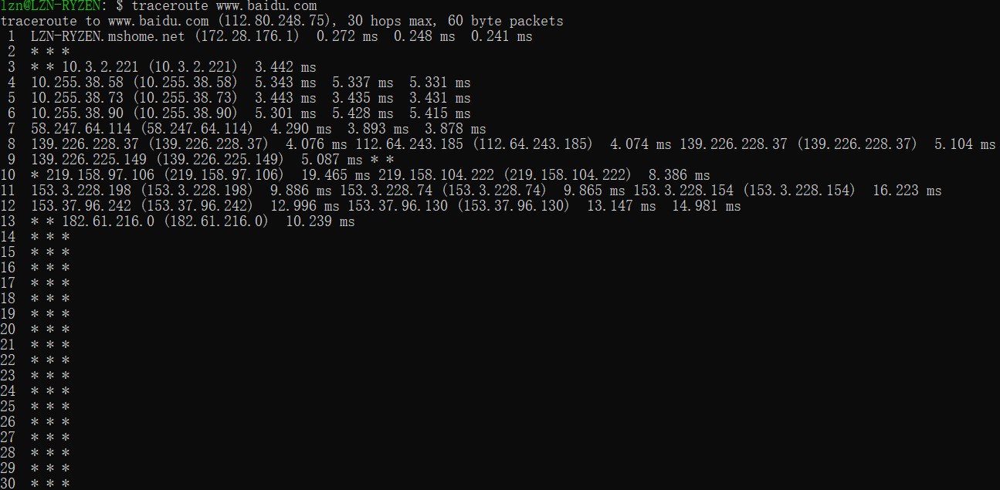 lzn@LZN-RYZEN: $ traceroute www.baidu.com
traceroute to www.baidu.com (112.80.248.75), 30 hops max, 60 byte packets
 1  LZN-RYZEN.mshome.net (172.28.176.1)  0.272 ms  0.248 ms  0.241 ms
 2  * * *
 3  * * 10.3.2.221 (10.3.2.221)  3.442 ms
 4  10.255.38.58 (10.255.38.58)  5.343 ms  5.337 ms  5.331 ms
 5  10.255.38.73 (10.255.38.73)  3.443 ms  3.435 ms  3.431 ms
 6  10.255.38.90 (10.255.38.90)  5.301 ms  5.428 ms  5.415 ms
 7  58.247.64.114 (58.247.64.114)  4.290 ms  3.893 ms  3.878 ms
 8  139.226.228.37 (139.226.228.37)  4.076 ms 112.64.243.185 (112.64.243.185)  4.074 ms 139.226.228.37 (139.226.228.37)  5.104 ms
 9  139.226.225.149 (139.226.225.149)  5.087 ms * *
10  * 219.158.97.106 (219.158.97.106)  19.465 ms 219.158.104.222 (219.158.104.222)  8.386 ms
11  153.3.228.198 (153.3.228.198)  9.886 ms 153.3.228.74 (153.3.228.74)  9.865 ms 153.3.228.154 (153.3.228.154)  16.223 ms
12  153.37.96.242 (153.37.96.242)  12.996 ms 153.37.96.130 (153.37.96.130)  13.147 ms  14.981 ms
13  * * 182.61.216.0 (182.61.216.0)  10.239 ms
14  * * *
15  * * *
16  * * *
17  * * *
18  * * *
19  * * *
20  * * *
21  * * *
22  * * *
23  * * *
24  * * *
25  * * *
26  * * *
27  * * *
28  * * *
29  * * *
30  * * *